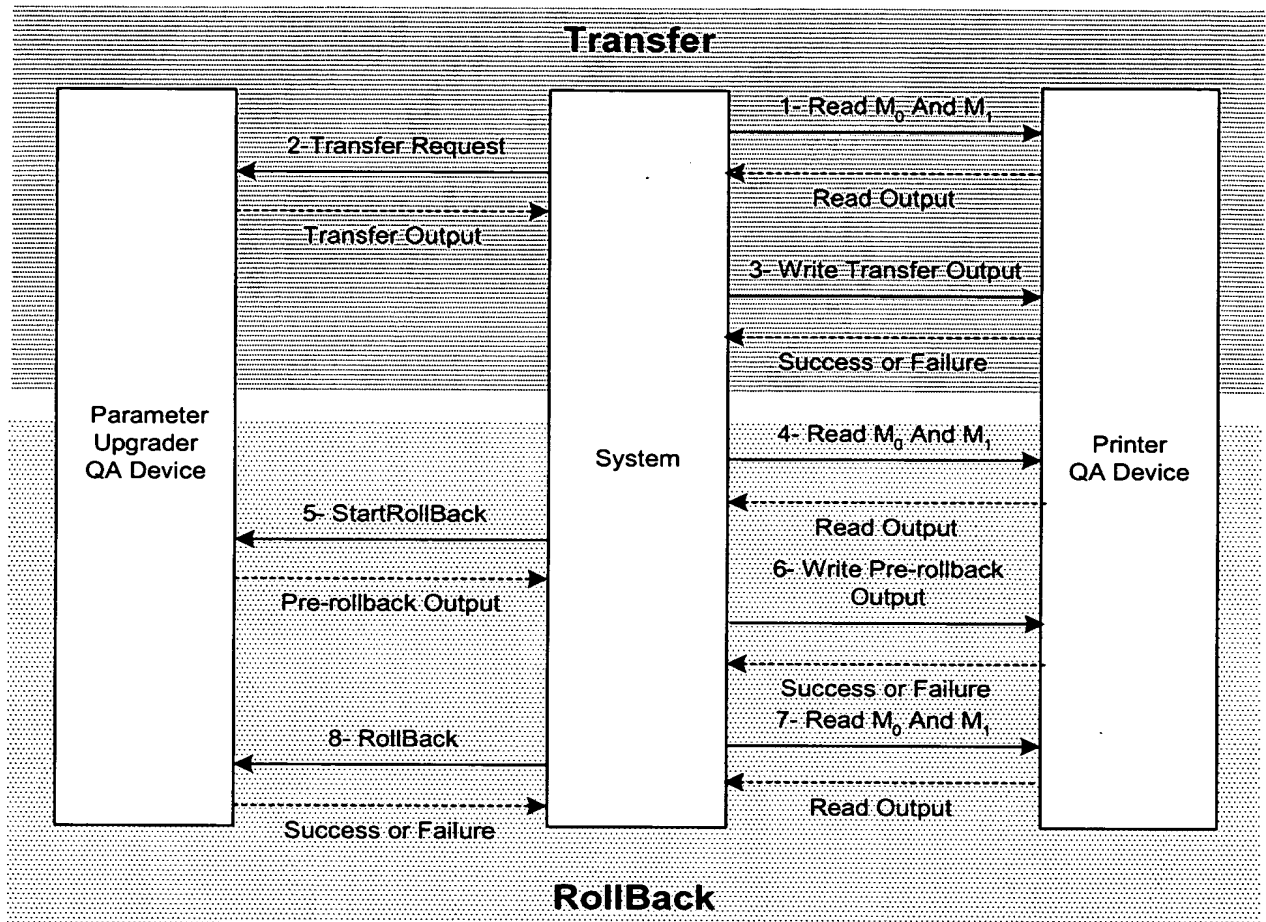 Transfer
1- Read M₀ And M₁
2-Transfer Request
Read Output
Transfer Output
3- Write Transfer Output
Success or Failure
Parameter
Upgrader
QA Device
System
Printer
QA Device
4- Read M₀ And M₁
5- StartRollBack
Read Output
6- Write Pre-rollback
Output
Pre-rollback Output
Success or Failure
7- Read M₀ And M₁
8- RollBack
Read Output
Success or Failure
RollBack